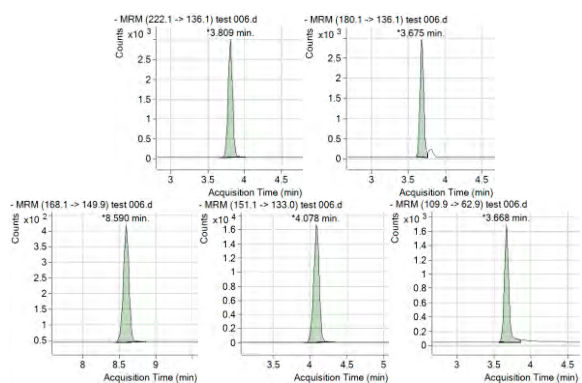 - MRM (222.1 -> 136.1) test 006.d
Counts
x10 3
*3.809 min.
2.5
2
1.5
1
0.5
0
3
3.5
4
4.5
Acquisition Time (min)
- MRM (180.1 -> 136.1) test 006.d
Counts
x10 3
*3.675 min.
2.5
2
1.5
1
0.5
0
3
3.5
4
4.5
Acquisition Time (min)
- MRM (168.1 -> 149.9) test 006.d
Counts
x10 2
*8.590 min.
4
3.5
3
2.5
2
1.5
1
0.5
8
8.5
9
Acquisition Time (min)
- MRM (151.1 -> 133.0) test 006.d
Counts
x10 4
*4.078 min.
1.6
1.4
1.2
1
0.8
0.6
0.4
0.2
0
3.5
4
4.5
5
Acquisition Time (min)
- MRM (109.9 -> 62.9) test 006.d
Counts
x10 3
*3.668 min.
1.6
1.4
1.2
1
0.8
0.6
0.4
0.2
0
3
3.5
4
4.5
Acquisition Time (min)